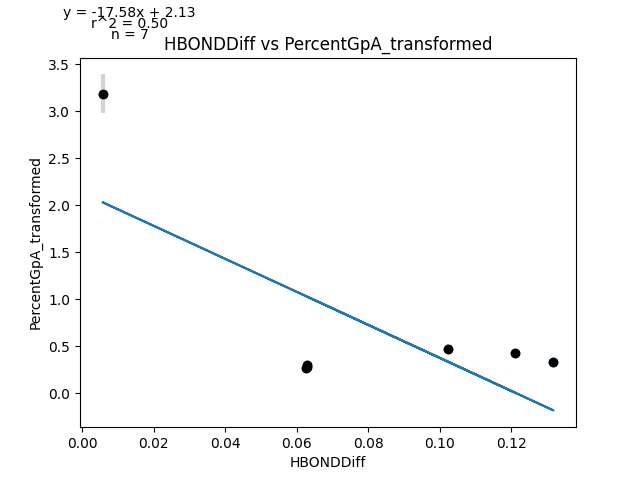 y = -17.58x + 2.13
r^2 = 0.50
n = 7
HBONDDiff vs PercentGpA_transformed
PercentGpA_transformed
3.5
3.0
2.5
2.0
1.5
1.0
0.5
0.0
0.00 0.02 0.04 0.06 0.08 0.10 0.12
HBONDDiff